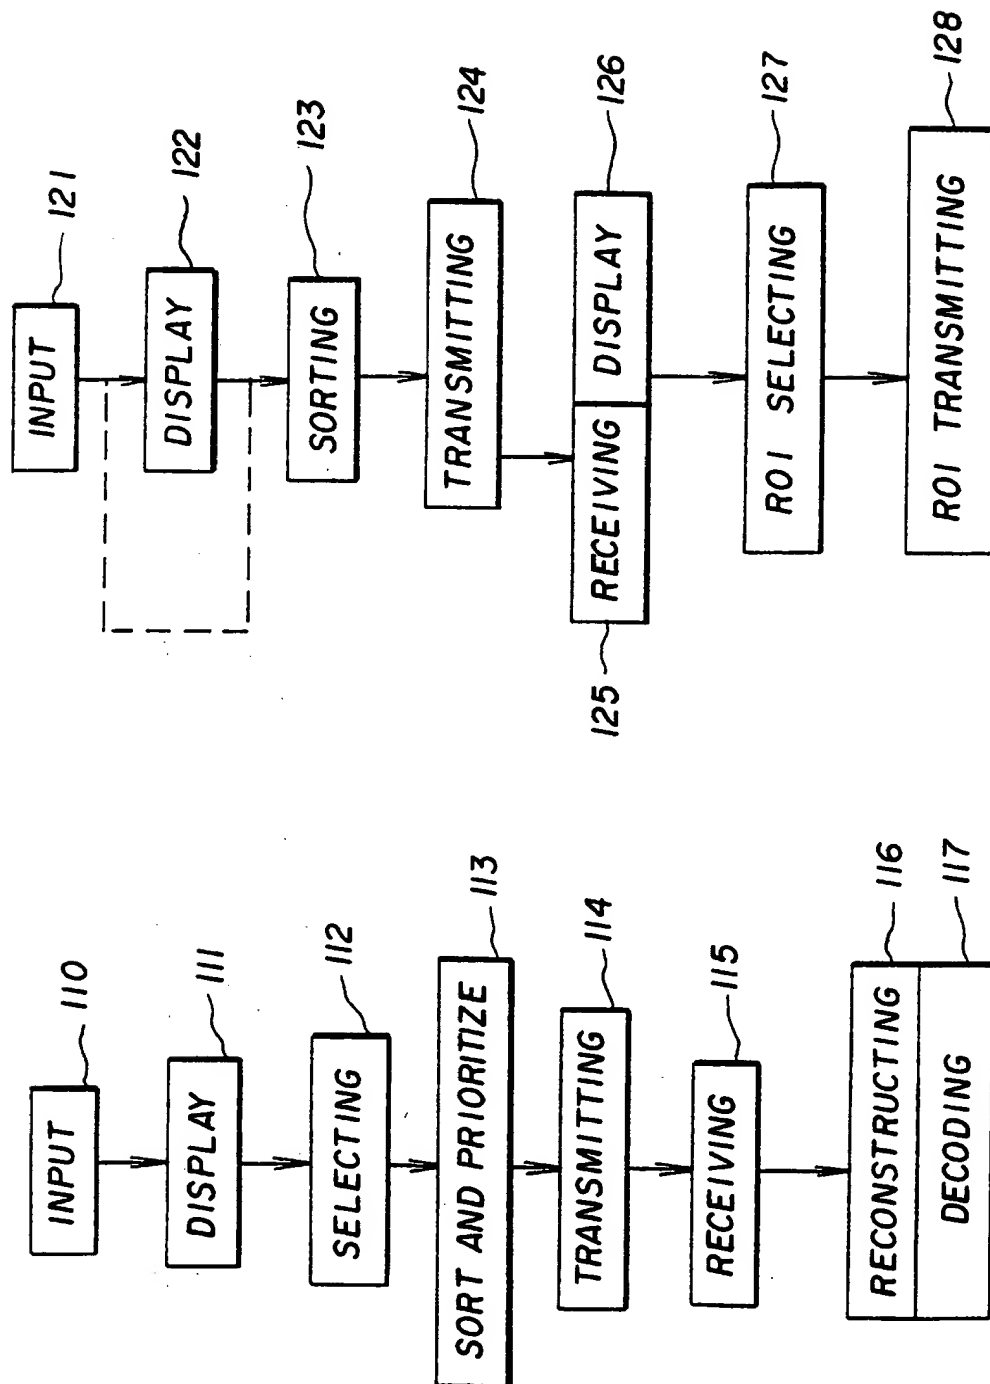 INPUT
110
DISPLAY
111
SELECTING
112
SORT AND PRIORITIZE
113
TRANSMITTING
114
RECEIVING
115
RECONSTRUCTING
116
DECODING
117
INPUT
121
DISPLAY
122
SORTING
123
TRANSMITTING
124
RECEIVING
125
DISPLAY
126
ROI SELECTING
127
ROI TRANSMITTING
128